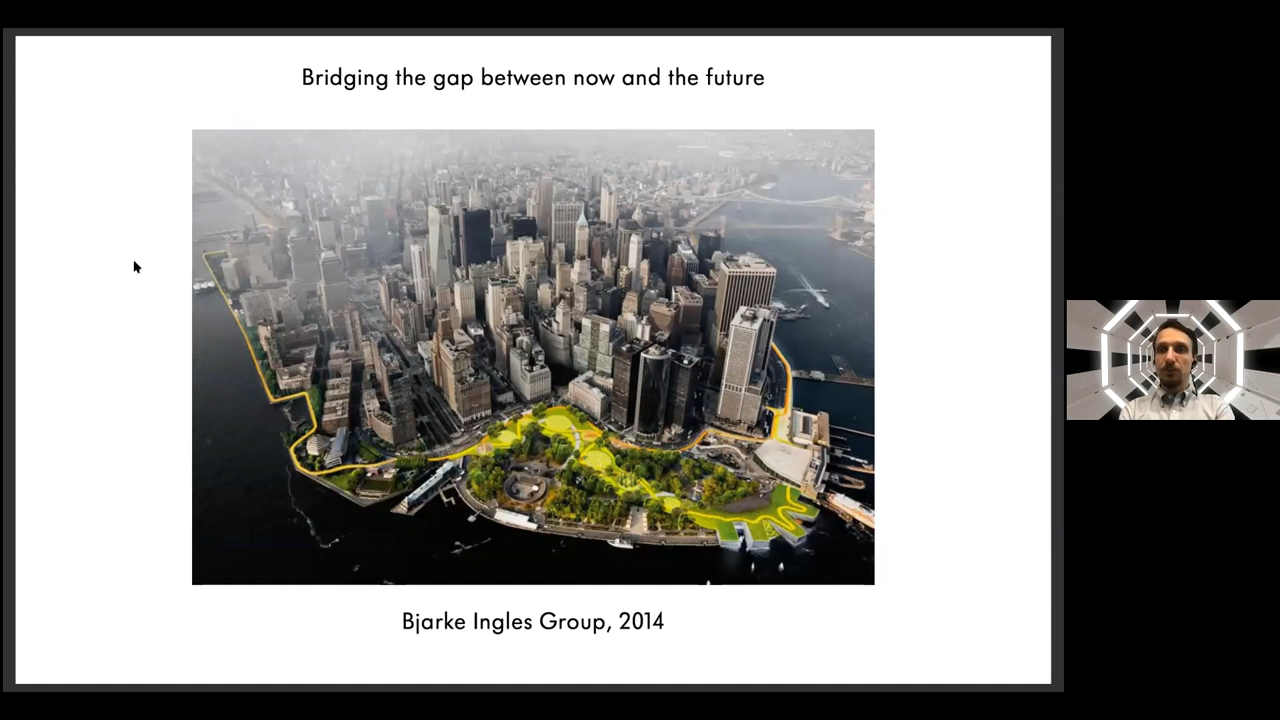 Bridging the gap between now and the future
Bjarke Ingles Group, 2014